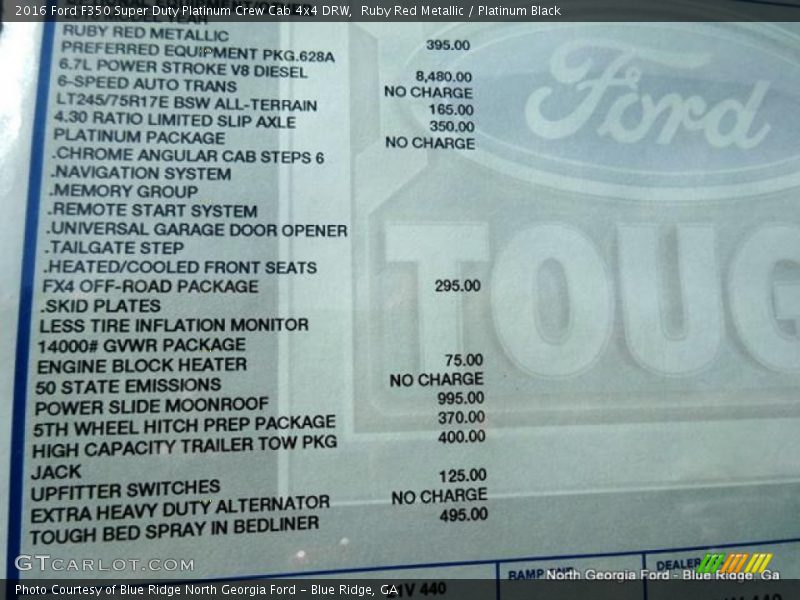 2016 Ford F350 Super Duty Platinum Crew Cab 4x4 DRW, Ruby Red Metallic / Platinum Black
RUBY RED METALLIC 395.00
PREFERRED EQUIPMENT PKG.628A
6.7L POWER STROKE V8 DIESEL 8,480.00
6-SPEED AUTO TRANS NO CHARGE
LT245/75R17E BSW ALL-TERRAIN 165.00
4.30 RATIO LIMITED SLIP AXLE 350.00
PLATINUM PACKAGE NO CHARGE
.CHROME ANGULAR CAB STEPS 6
.NAVIGATION SYSTEM
.MEMORY GROUP
.REMOTE START SYSTEM
.UNIVERSAL GARAGE DOOR OPENER
.TAILGATE STEP
.HEATED/COOLED FRONT SEATS
FX4 OFF-ROAD PACKAGE 295.00
.SKID PLATES
LESS TIRE INFLATION MONITOR
14000# GVWR PACKAGE
ENGINE BLOCK HEATER 75.00
50 STATE EMISSIONS NO CHARGE
POWER SLIDE MOONROOF 995.00
5TH WHEEL HITCH PREP PACKAGE 370.00
HIGH CAPACITY TRAILER TOW PKG 400.00
JACK
UPFITTER SWITCHES 125.00
EXTRA HEAVY DUTY ALTERNATOR NO CHARGE
TOUGH BED SPRAY IN BEDLINER 495.00
Ford
TOUG
GTCARLOT.COM
RAMP
DEALER
North Georgia Ford - Blue Ridge, Ga
Photo Courtesy of Blue Ridge North Georgia Ford – Blue Ridge, GA
440